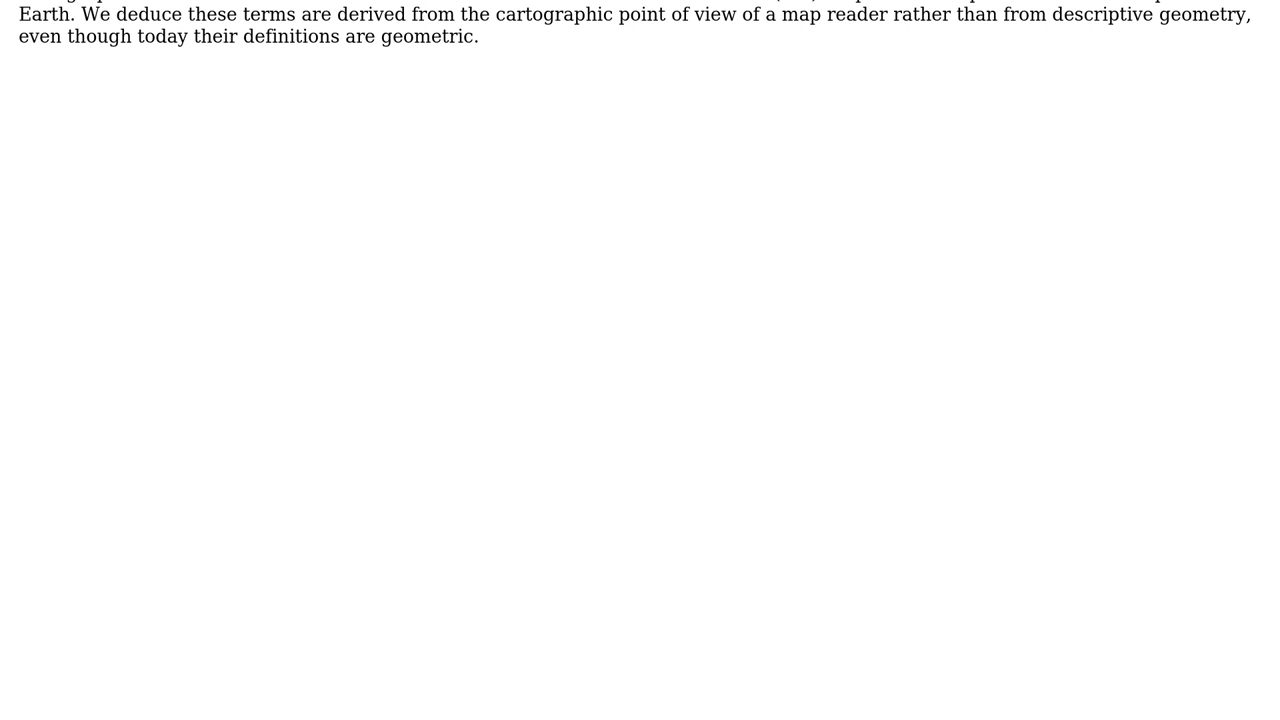 Earth. We deduce these terms are derived from the cartographic point of view of a map reader rather than from descriptive geometry,
even though today their definitions are geometric.